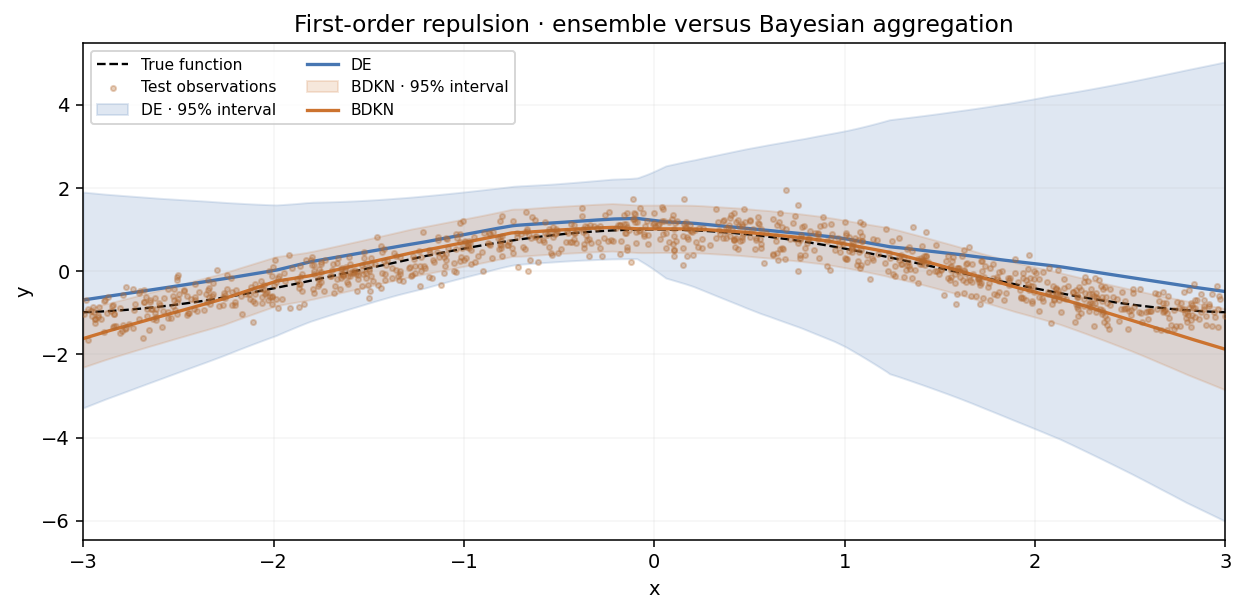 First-order repulsion · ensemble versus Bayesian aggregation
True function
Test observations
DE · 95% interval
DE
BDKN · 95% interval
BDKN
y
4
2
0
−2
−4
−6
−3
−2
−1
0
1
2
3
x